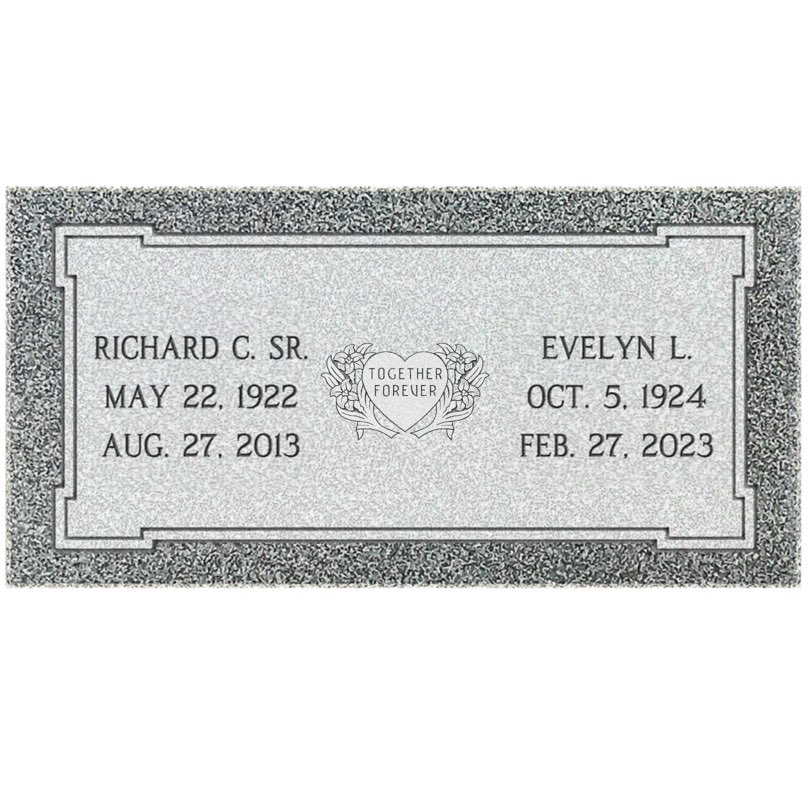 RICHARD C. SR.
MAY 22, 1922
AUG. 27, 2013
TOGETHER
FOREVER
EVELYN L.
OCT. 5, 1924
FEB. 27, 2023